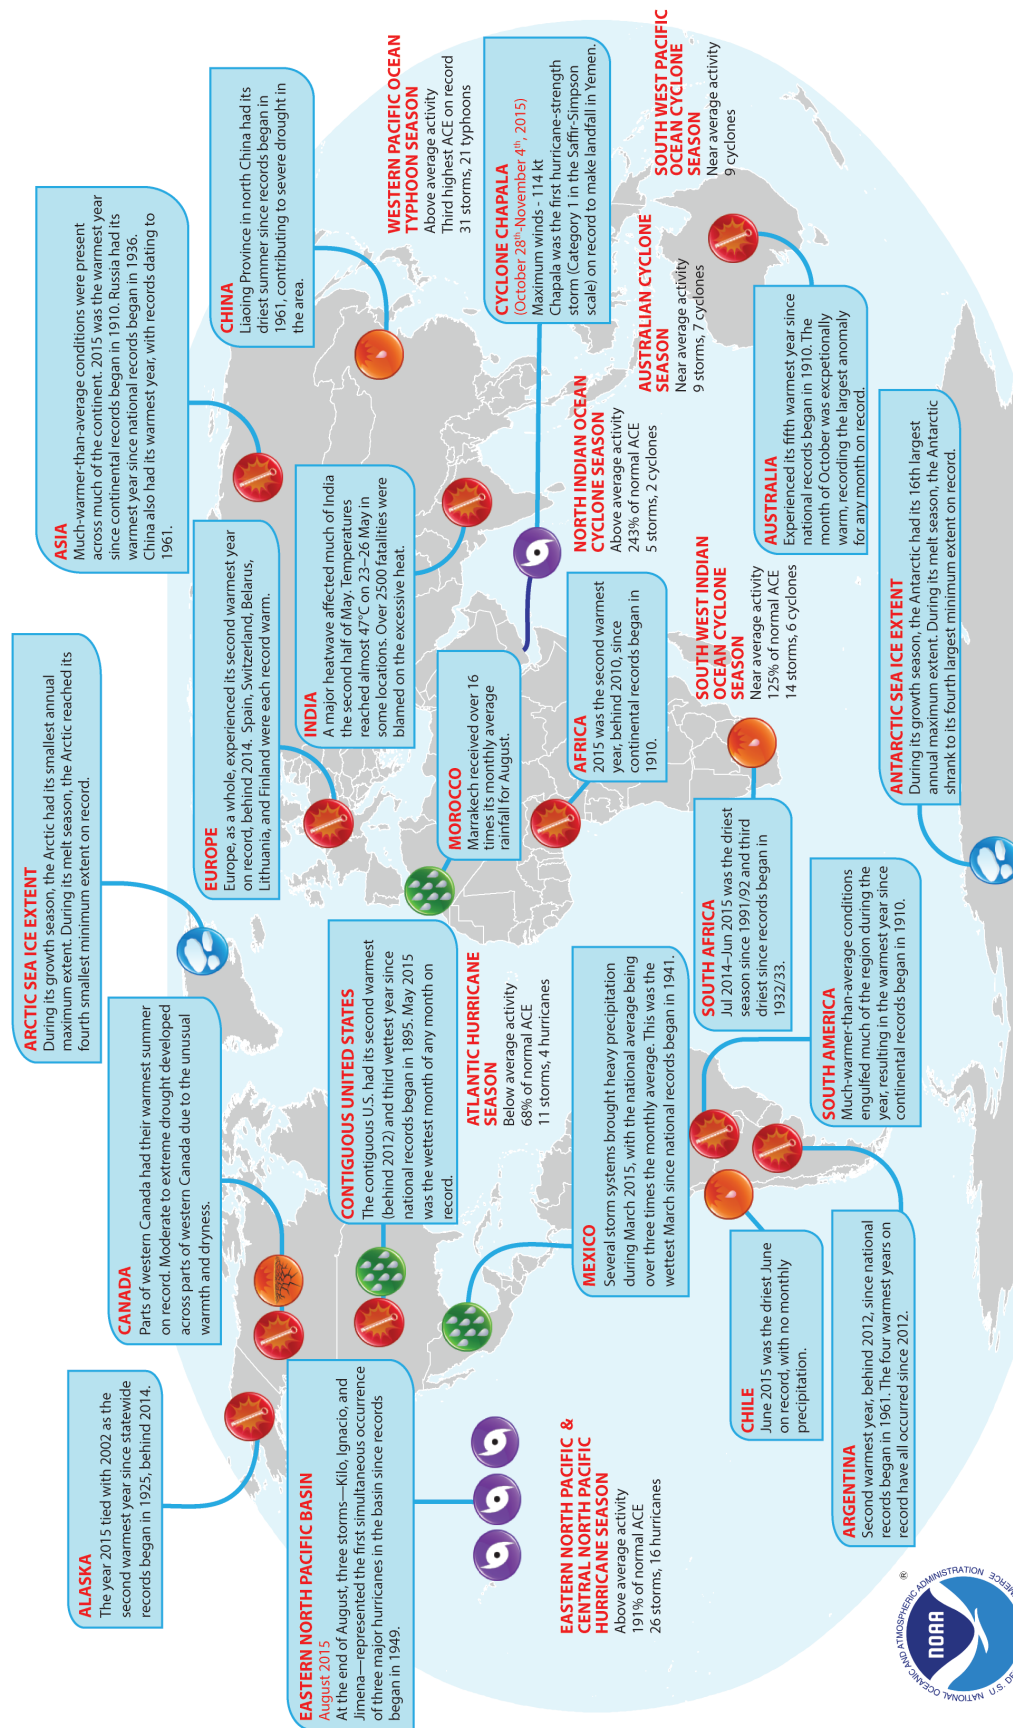 ARCTIC SEA ICE EXTENT
During its growth season, the Arctic had its smallest annual
maximum extent. During its melt season, the Arctic reached its
fourth smallest minimum extent on record.
ASIA
Much-warmer-than-average conditions were present
across much of the continent. 2015 was the warmest year
since continental records began in 1910. Russia had its
warmest year since national records began in 1936.
China also had its warmest year, with records dating to
1961.
ALASKA
The year 2015 tied with 2002 as the
second warmest year since statewide
records began in 1925, behind 2014.
CANADA
Parts of western Canada had their warmest summer
on record. Moderate to extreme drought developed
across parts of western Canada due to the unusual
warmth and dryness.
EUROPE
Europe, as a whole, experienced its second warmest year
on record, behind 2014. Spain, Switzerland, Belarus,
Lithuania, and Finland were each record warm.
CHINA
Liaoing Province in north China had its
driest summer since records began in
1961, contributing to severe drought in
the area.
EASTERN NORTH PACIFIC BASIN
August 2015
At the end of August, three storms—Kilo, Ignacio, and
Jimena—represented the first simultaneous occurrence
of three major hurricanes in the basin since records
began in 1949.
CONTIGUOUS UNITED STATES
The contiguous U.S. had its second warmest
(behind 2012) and third wettest year since
national records began in 1895. May 2015
was the wettest month of any month on
record.
INDIA
A major heatwave affected much of India
the second half of May. Temperatures
reached almost 47°C on 23–26 May in
some locations. Over 2500 fatalites were
blamed on the excessive heat.
WESTERN PACIFIC OCEAN
TYPHOON SEASON
Above average activity
Third highest ACE on record
31 storms, 21 typhoons
MOROCCO
Marrakech received over 16
times its monthly average
rainfall for August.
ATLANTIC HURRICANE
SEASON
Below average activity
68% of normal ACE
11 storms, 4 hurricanes
CYCLONE CHAPALA
(October 28th-November 4th, 2015)
Maximum winds - 114 kt
Chapala was the first hurricane-strength
storm (Category 1 in the Saffir-Simpson
scale) on record to make landfall in Yemen.
EASTERN NORTH PACIFIC &
CENTRAL NORTH PACIFIC
HURRICANE SEASON
Above average activity
191% of normal ACE
26 storms, 16 hurricanes
MEXICO
Several storm systems brought heavy precipitation
during March 2015, with the national average being
over three times the monthly average. This was the
wettest March since national records began in 1941.
AFRICA
2015 was the second warmest
year, behind 2010, since
continental records began in
1910.
NORTH INDIAN OCEAN
CYCLONE SEASON
Above average activity
243% of normal ACE
5 storms, 2 cyclones
AUSTRALIAN CYCLONE
SEASON
Near average activity
9 storms, 7 cyclones
SOUTH WEST PACIFIC
OCEAN CYCLONE
SEASON
Near average activity
9 cyclones
SOUTH WEST INDIAN
OCEAN CYCLONE
SEASON
Near average activity
125% of normal ACE
14 storms, 6 cyclones
SOUTH AFRICA
Jul 2014–Jun 2015 was the driest
season since 1991/92 and third
driest since records began in
1932/33.
CHILE
June 2015 was the driest June
on record, with no monthly
precipitation.
AUSTRALIA
Experienced its fifth warmest year since
national records began in 1910. The
month of October was excpetionally
warm, recording the largest anomaly
for any month on record.
SOUTH AMERICA
Much-warmer-than-average conditions
engulfed much of the region during the
year, resulting in the warmest year since
continental records began in 1910.
ARGENTINA
Second warmest year, behind 2012, since national
records began in 1961. The four warmest years on
record have all occurred since 2012.
ANTARCTIC SEA ICE EXTENT
During its growth season, the Antarctic had its 16th largest
annual maximum extent. During its melt season, the Antarctic
shrank to its fourth largest minimum extent on record.
NATIONAL OCEANIC AND ATMOSPHERIC ADMINISTRATION
®
NOAA
U.S.